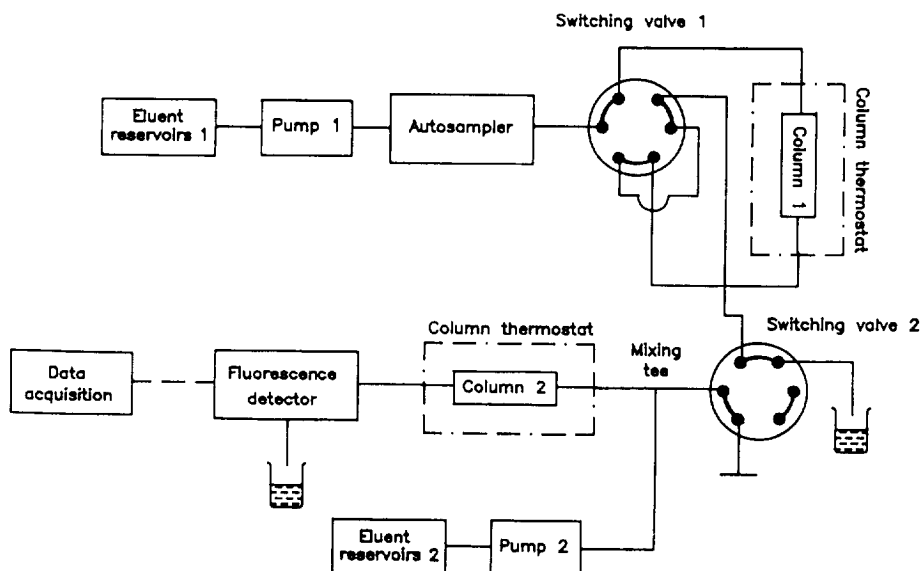 Switching valve 1
Eluent
reservoirs 1
Pump 1
Autosampler
Column 1
Column thermostat
Switching valve 2
Column thermostat
Mixing
tee
Data
acquisition
Fluorescence
detector
Column 2
Eluent
reservoirs 2
Pump 2